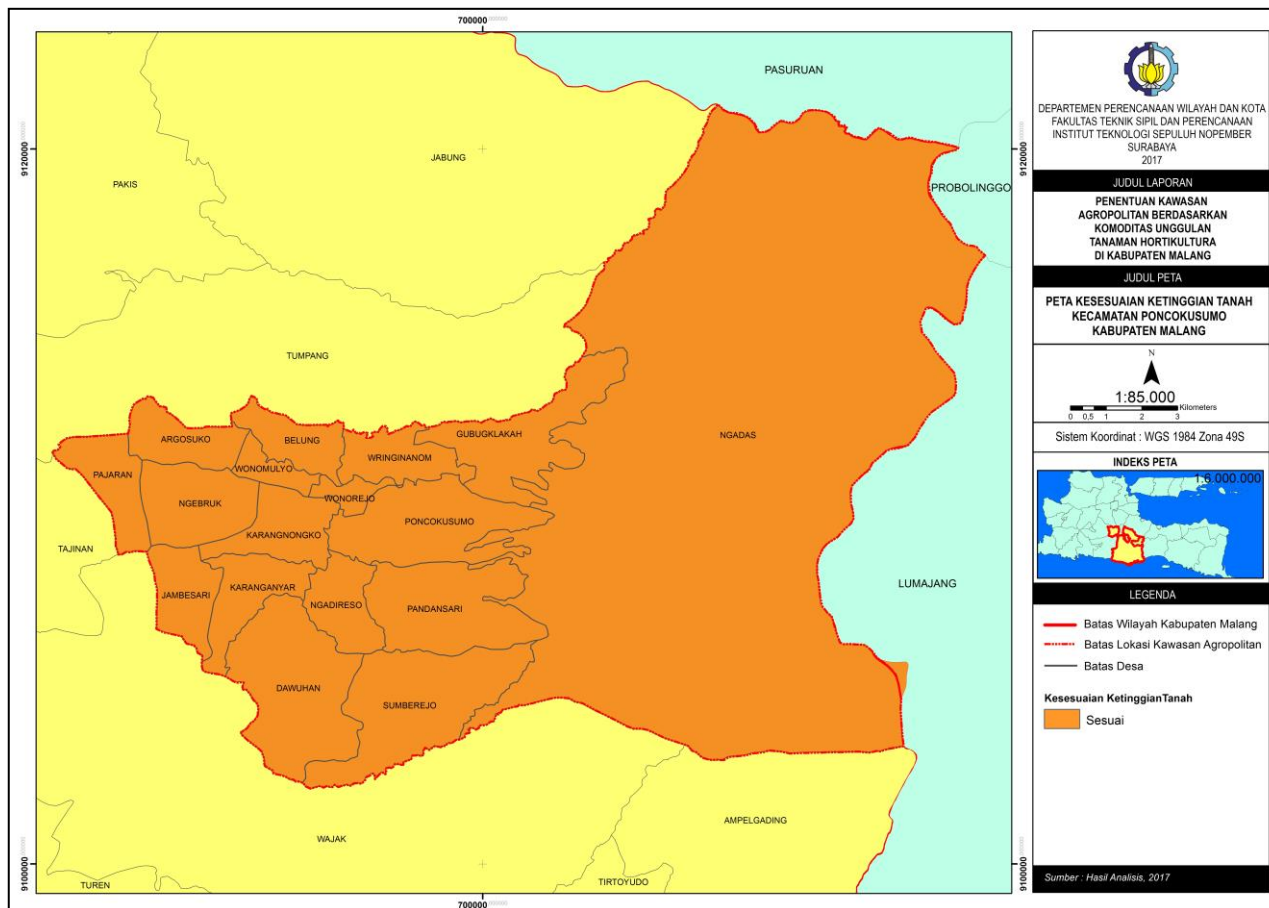 700000
PASURUAN
JABUNG
PAKIS
9120000
9120000
PROBOLINGGO
TUMPANG
NGADAS
GUBUGKLAKAH
ARGOSUKO
BELUNG
WRINGINANOM
PAJARAN
WONOMULYO
NGEBRUK
WONOREJO
PONCOKUSUMO
KARANGNONGKO
TAJINAN
LUMAJANG
JAMBESARI
KARANGANYAR
NGADIRESO
PANDANSARI
DAWUHAN
SUMBEREJO
AMPELGADING
WAJAK
TUREN
TIRTOYUDO
9100000
9100000
700000
DEPARTEMEN PERENCANAAN WILAYAH DAN KOTA
FAKULTAS TEKNIK SIPIL DAN PERENCANAAN
INSTITUT TEKNOLOGI SEPULUH NOPEMBER
SURABAYA
2017
JUDUL LAPORAN
PENENTUAN KAWASAN
AGROPOLITAN BERDASARKAN
KOMODITAS UNGGULAN
TANAMAN HORTIKULTURA
DI KABUPATEN MALANG
JUDUL PETA
PETA KESESUAIAN KETINGGIAN TANAH
KECAMATAN PONCOKUSUMO
KABUPATEN MALANG
N
1:85.000
Kilometers
0 0,5 1 2 3
Sistem Koordinat : WGS 1984 Zona 49S
INDEKS PETA
1:6.000.000
LEGENDA
Batas Wilayah Kabupaten Malang
Batas Lokasi Kawasan Agropolitan
Batas Desa
Kesesuaian KetinggianTanah
Sesuai
Sumber : Hasil Analisis, 2017